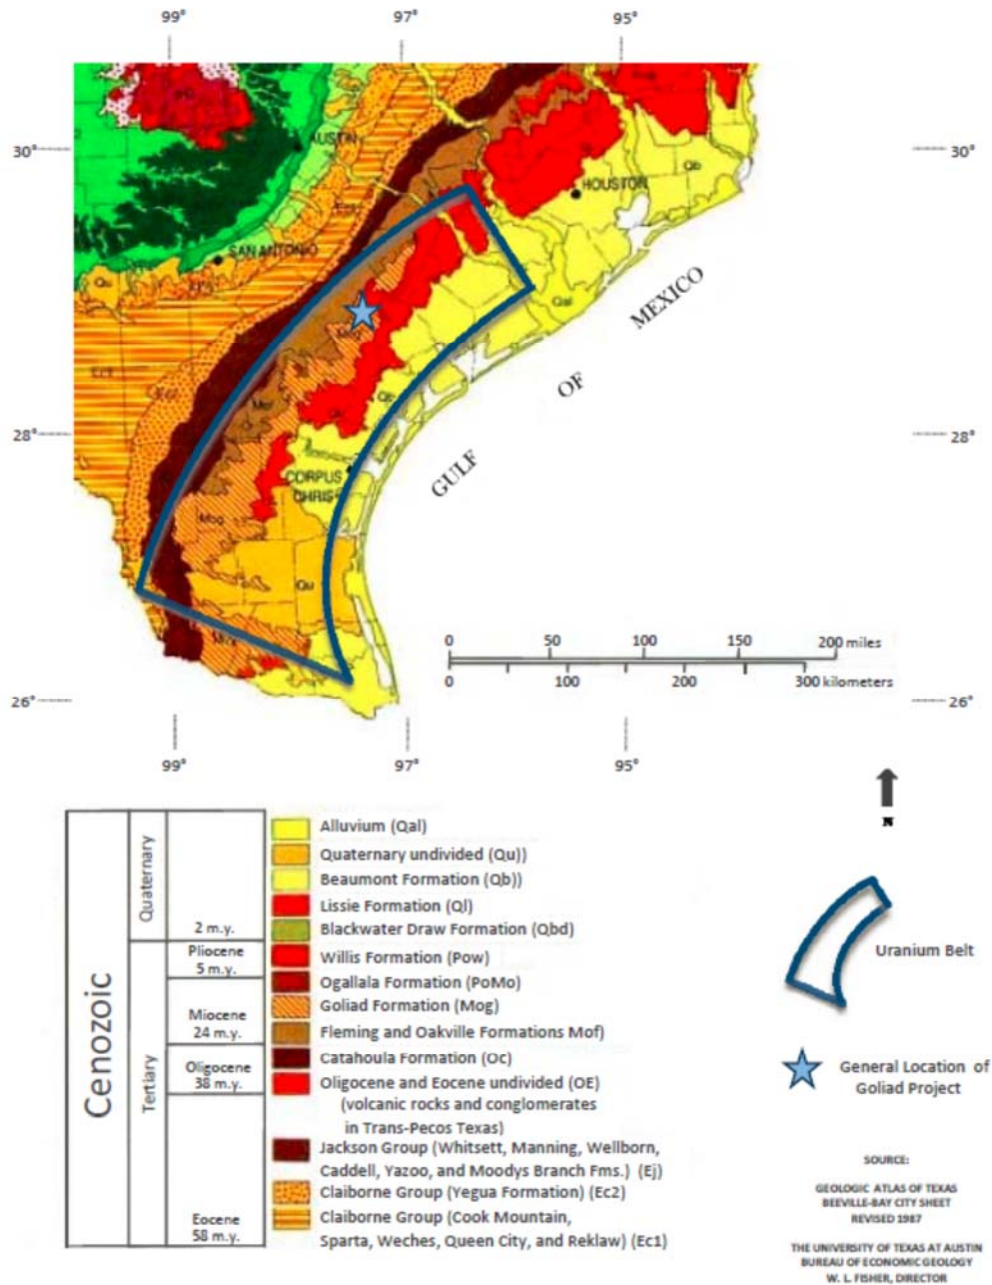 99° 97° 95°
30° 30°
AUSTIN
HOUSTON
Qb
SAN ANTONIO
Qu
Qal
MEXICO
OF
GULF
28° 28°
Qb
CORPUS
CHRIS
Mog
Qu
26° 26°
0 50 100 150 200 miles
0 100 200 300 kilometers
99° 97° 95°
N
Cenozoic
Quaternary
Tertiary
2 m.y.
Pliocene
5 m.y.
Miocene
24 m.y.
Oligocene
38 m.y.
Eocene
58 m.y.
Alluvium (Qal)
Quaternary undivided (Qu))
Beaumont Formation (Qb))
Lissie Formation (Ql)
Blackwater Draw Formation (Qbd)
Willis Formation (Pow)
Ogallala Formation (PoMo)
Goliad Formation (Mog)
Fleming and Oakville Formations Mof)
Catahoula Formation (Oc)
Oligocene and Eocene undivided (OE)
(volcanic rocks and conglomerates
in Trans-Pecos Texas)
Jackson Group (Whitsett, Manning, Wellborn,
Caddell, Yazoo, and Moodys Branch Fms.) (Ej)
Claiborne Group (Yegua Formation) (Ec2)
Claiborne Group (Cook Mountain,
Sparta, Weches, Queen City, and Reklaw) (Ec1)
Uranium Belt
General Location of
Goliad Project
SOURCE:
GEOLOGIC ATLAS OF TEXAS
BEEVILLE-BAY CITY SHEET
REVISED 1987
THE UNIVERSITY OF TEXAS AT AUSTIN
BUREAU OF ECONOMIC GEOLOGY
W. L. FISHER, DIRECTOR